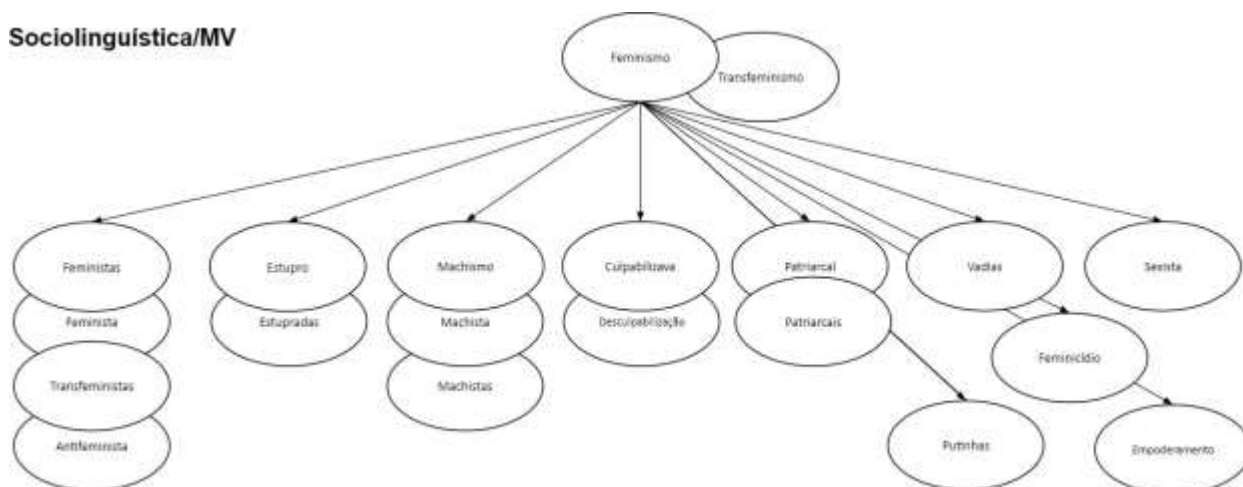 Sociolinguística/MV
Feminismo
Transfeminismo
Feministas
Estupro
Machismo
Culpabilizava
Patriarcal
Vadias
Sexista
Feminista
Estupradas
Machista
Desculpabilização
Patriarcais
Feminicídio
Transfeministas
Machistas
Antifeminista
Putinhas
Empoderamento